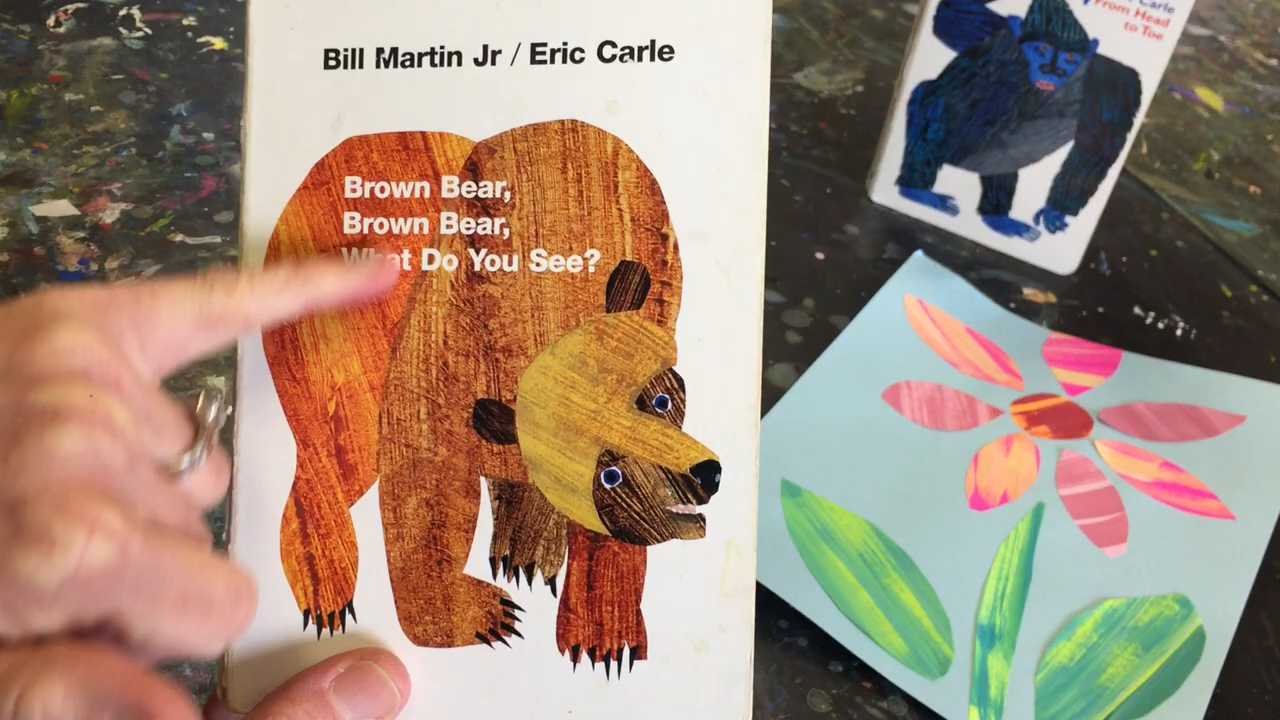 Bill Martin Jr / Eric Carle
Brown Bear,
Brown Bear,
What Do You See?
Carle
From Head
to Toe